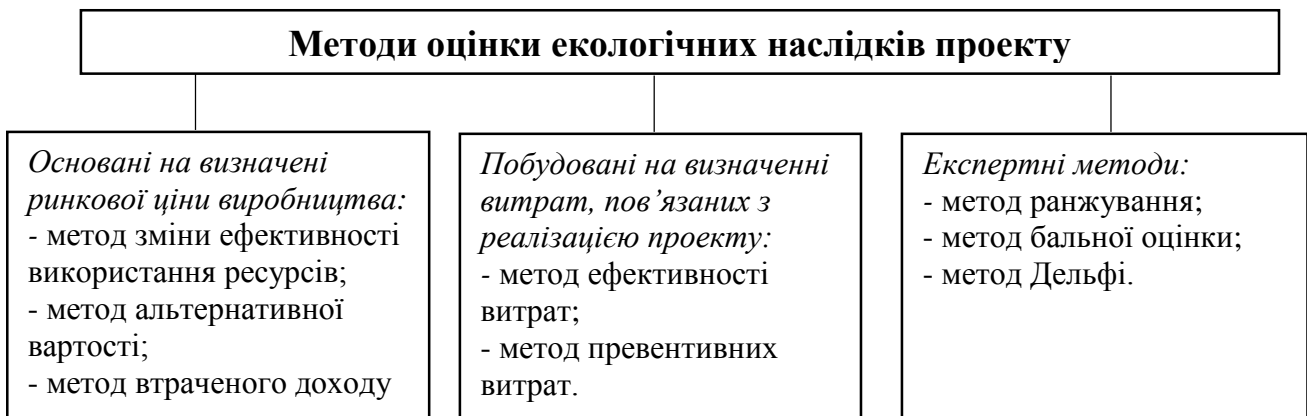 Методи оцінки екологічних наслідків проекту
Основані на визначені
ринкової ціни виробництва:
- метод зміни ефективності
використання ресурсів;
- метод альтернативної
вартості;
- метод втраченого доходу
Побудовані на визначенні
витрат, пов’язаних з
реалізацією проекту:
- метод ефективності
витрат;
- метод превентивних
витрат.
Експертні методи:
- метод ранжування;
- метод бальної оцінки;
- метод Дельфі.